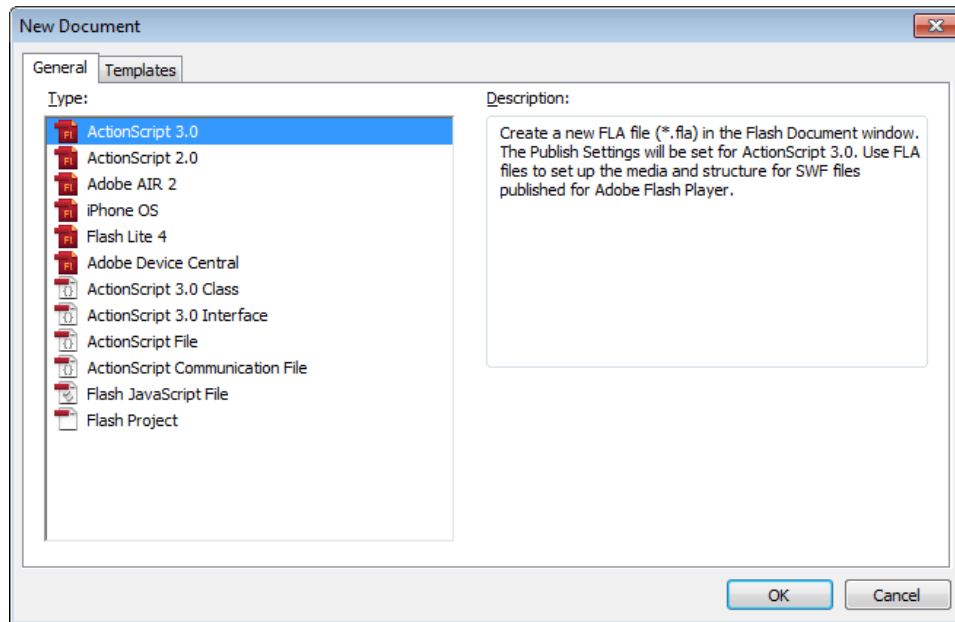 New Document
General
Templates
Type:
ActionScript 3.0
ActionScript 2.0
Adobe AIR 2
iPhone OS
Flash Lite 4
Adobe Device Central
ActionScript 3.0 Class
ActionScript 3.0 Interface
ActionScript File
ActionScript Communication File
Flash JavaScript File
Flash Project
Description:
Create a new FLA file (*.fla) in the Flash Document window.
The Publish Settings will be set for ActionScript 3.0. Use FLA
files to set up the media and structure for SWF files
published for Adobe Flash Player.
OK
Cancel